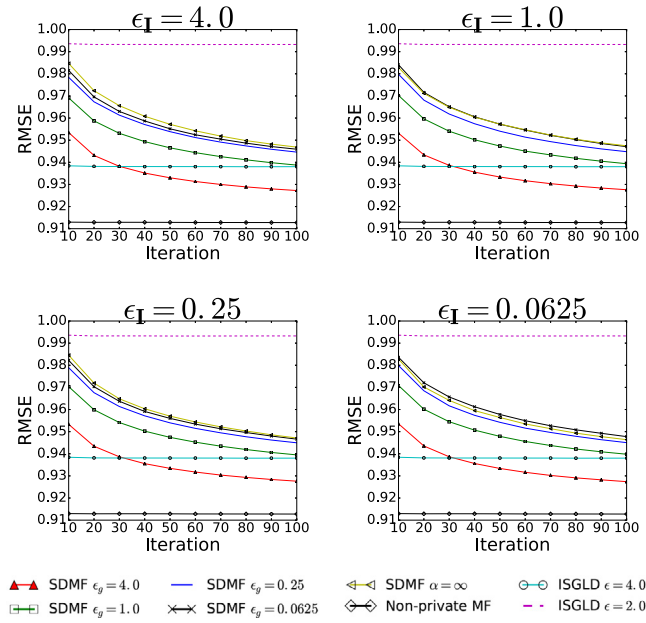 ϵ_I = 4.0
1.00
0.99
0.98
0.97
0.96
0.95
0.94
0.93
0.92
0.91
RMSE
10 20 30 40 50 60 70 80 90 100
Iteration
ϵ_I = 1.0
1.00
0.99
0.98
0.97
0.96
0.95
0.94
0.93
0.92
0.91
RMSE
10 20 30 40 50 60 70 80 90 100
Iteration
ϵ_I = 0.25
1.00
0.99
0.98
0.97
0.96
0.95
0.94
0.93
0.92
0.91
RMSE
10 20 30 40 50 60 70 80 90 100
Iteration
ϵ_I = 0.0625
1.00
0.99
0.98
0.97
0.96
0.95
0.94
0.93
0.92
0.91
RMSE
10 20 30 40 50 60 70 80 90 100
Iteration
SDMF ϵ_g = 4.0
SDMF ϵ_g = 0.25
SDMF α = ∞
ISGLD ϵ = 4.0
SDMF ϵ_g = 1.0
SDMF ϵ_g = 0.0625
Non-private MF
ISGLD ϵ = 2.0